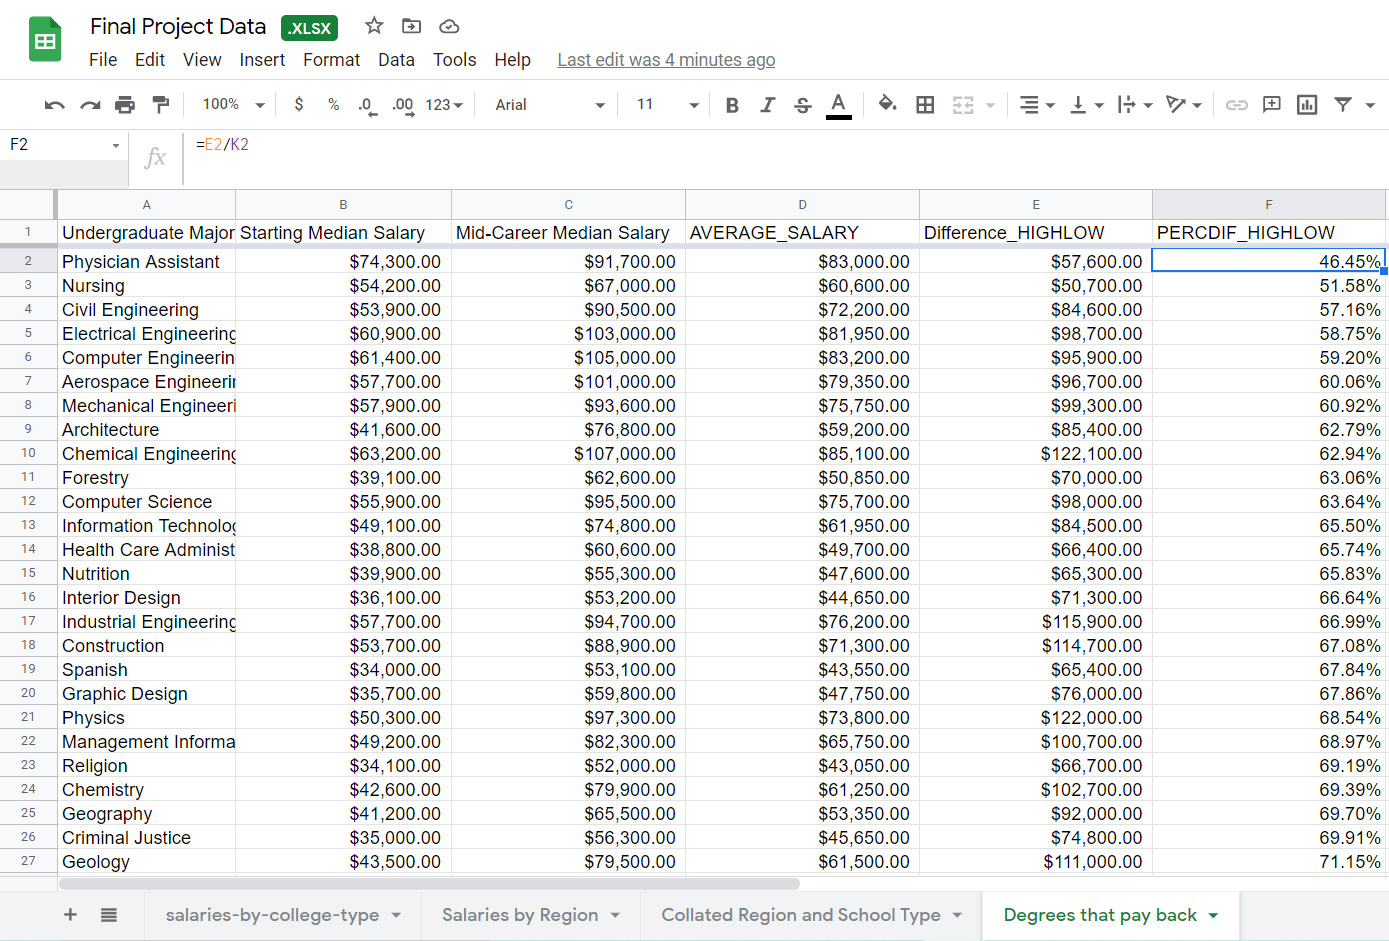 Final Project Data .XLSX
File Edit View Insert Format Data Tools Help Last edit was 4 minutes ago
100% $ % .0 .00 123 Arial 11 B I S A
F2 fx =E2/K2
A B C D E F
1 Undergraduate Major Starting Median Salary Mid-Career Median Salary AVERAGE_SALARY Difference_HIGHLOW PERCDIF_HIGHLOW
2 Physician Assistant $74,300.00 $91,700.00 $83,000.00 $57,600.00 46.45%
3 Nursing $54,200.00 $67,000.00 $60,600.00 $50,700.00 51.58%
4 Civil Engineering $53,900.00 $90,500.00 $72,200.00 $84,600.00 57.16%
5 Electrical Engineering $60,900.00 $103,000.00 $81,950.00 $98,700.00 58.75%
6 Computer Engineerin $61,400.00 $105,000.00 $83,200.00 $95,900.00 59.20%
7 Aerospace Engineerin $57,700.00 $101,000.00 $79,350.00 $96,700.00 60.06%
8 Mechanical Engineeri $57,900.00 $93,600.00 $75,750.00 $99,300.00 60.92%
9 Architecture $41,600.00 $76,800.00 $59,200.00 $85,400.00 62.79%
10 Chemical Engineering $63,200.00 $107,000.00 $85,100.00 $122,100.00 62.94%
11 Forestry $39,100.00 $62,600.00 $50,850.00 $70,000.00 63.06%
12 Computer Science $55,900.00 $95,500.00 $75,700.00 $98,000.00 63.64%
13 Information Technolog $49,100.00 $74,800.00 $61,950.00 $84,500.00 65.50%
14 Health Care Administ $38,800.00 $60,600.00 $49,700.00 $66,400.00 65.74%
15 Nutrition $39,900.00 $55,300.00 $47,600.00 $65,300.00 65.83%
16 Interior Design $36,100.00 $53,200.00 $44,650.00 $71,300.00 66.64%
17 Industrial Engineering $57,700.00 $94,700.00 $76,200.00 $115,900.00 66.99%
18 Construction $53,700.00 $88,900.00 $71,300.00 $114,700.00 67.08%
19 Spanish $34,000.00 $53,100.00 $43,550.00 $65,400.00 67.84%
20 Graphic Design $35,700.00 $59,800.00 $47,750.00 $76,000.00 67.86%
21 Physics $50,300.00 $97,300.00 $73,800.00 $122,000.00 68.54%
22 Management Informa $49,200.00 $82,300.00 $65,750.00 $100,700.00 68.97%
23 Religion $34,100.00 $52,000.00 $43,050.00 $66,700.00 69.19%
24 Chemistry $42,600.00 $79,900.00 $61,250.00 $102,700.00 69.39%
25 Geography $41,200.00 $65,500.00 $53,350.00 $92,000.00 69.70%
26 Criminal Justice $35,000.00 $56,300.00 $45,650.00 $74,800.00 69.91%
27 Geology $43,500.00 $79,500.00 $61,500.00 $111,000.00 71.15%
salaries-by-college-type Salaries by Region Collated Region and School Type Degrees that pay back